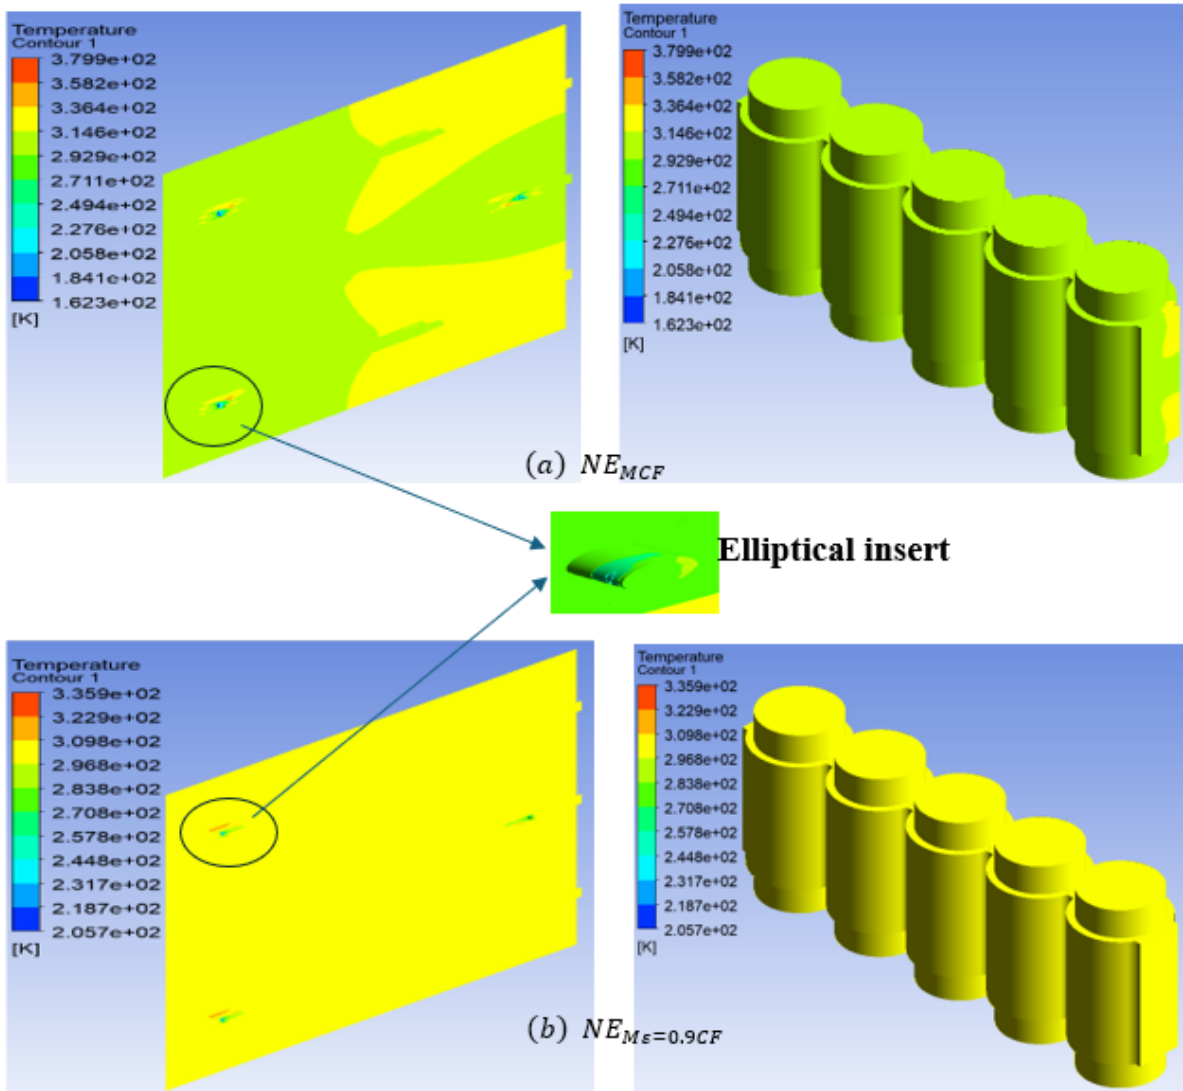 Temperature
Contour 1
3.799e+02
3.582e+02
3.364e+02
3.146e+02
2.929e+02
2.711e+02
2.494e+02
2.276e+02
2.058e+02
1.841e+02
1.623e+02
[K]
Temperature
Contour 1
3.799e+02
3.582e+02
3.364e+02
3.146e+02
2.929e+02
2.711e+02
2.494e+02
2.276e+02
2.058e+02
1.841e+02
1.623e+02
[K]
(a) NE_MCF
Elliptical insert
Temperature
Contour 1
3.359e+02
3.229e+02
3.098e+02
2.968e+02
2.838e+02
2.708e+02
2.578e+02
2.448e+02
2.317e+02
2.187e+02
2.057e+02
[K]
Temperature
Contour 1
3.359e+02
3.229e+02
3.098e+02
2.968e+02
2.838e+02
2.708e+02
2.578e+02
2.448e+02
2.317e+02
2.187e+02
2.057e+02
[K]
(b) NE_Mε=0.9CF